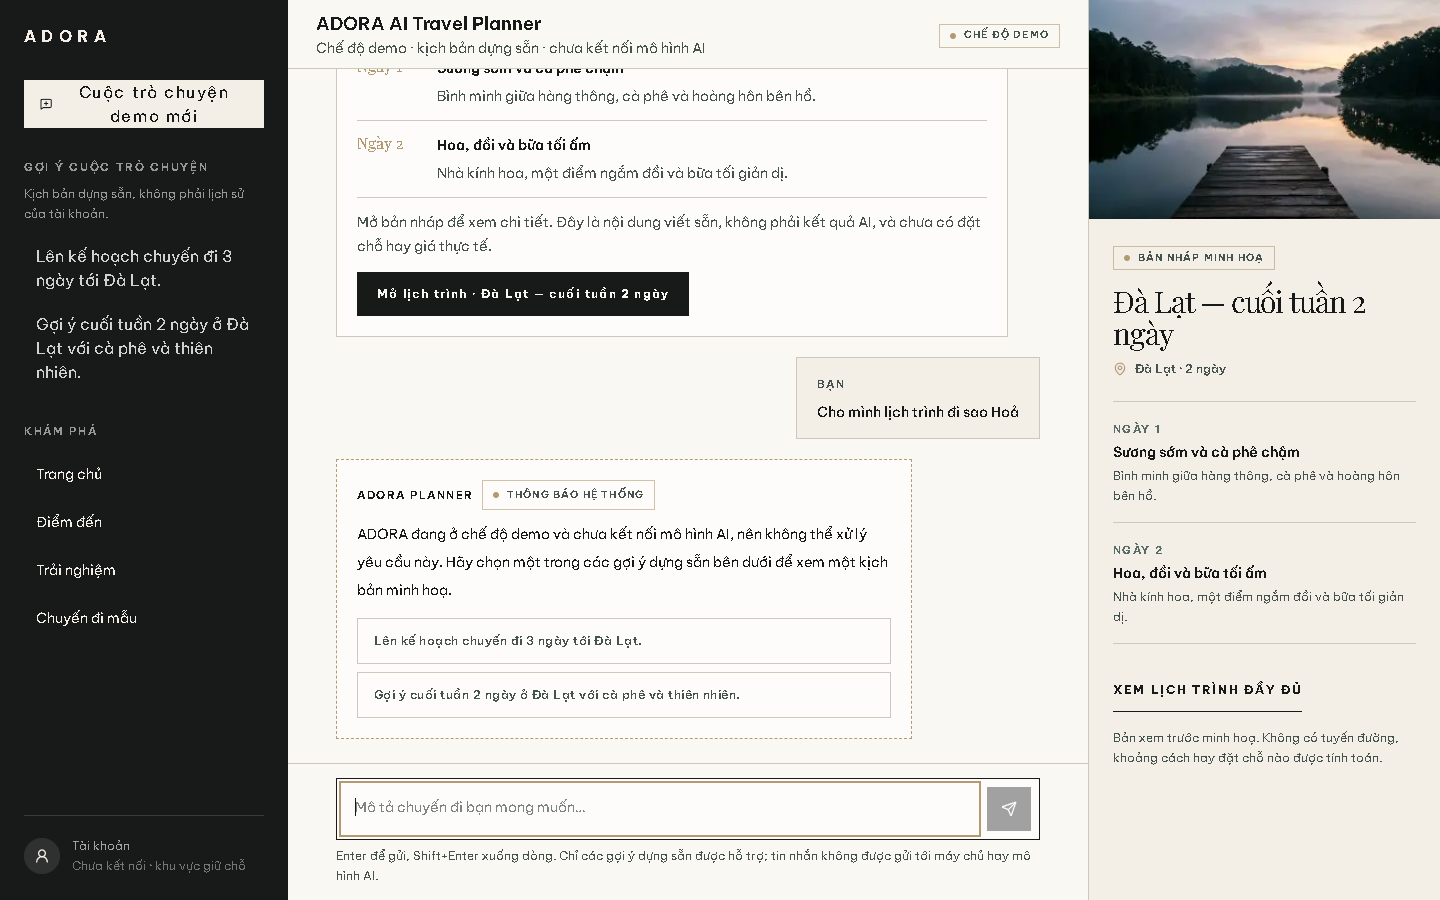 ADORA
Cuộc trò chuyện
demo mới
GỢI Ý CUỘC TRÒ CHUYỆN
Kịch bản dựng sẵn, không phải lịch sử
của tài khoản.
Lên kế hoạch chuyến đi 3
ngày tới Đà Lạt.
Gợi ý cuối tuần 2 ngày ở Đà
Lạt với cà phê và thiên
nhiên.
KHÁM PHÁ
Trang chủ
Điểm đến
Trải nghiệm
Chuyến đi mẫu
Tài khoản
Chưa kết nối · khu vực giữ chỗ
ADORA AI Travel Planner
Chế độ demo · kịch bản dựng sẵn · chưa kết nối mô hình AI
CHẾ ĐỘ DEMO
Ngày 1
Sương sớm và cà phê chậm
Bình minh giữa hàng thông, cà phê và hoàng hôn bên hồ.
Ngày 2
Hoa, đồi và bữa tối ấm
Nhà kính hoa, một điểm ngắm đồi và bữa tối giản dị.
Mở bản nháp để xem chi tiết. Đây là nội dung viết sẵn, không phải kết quả AI, và chưa có đặt
chỗ hay giá thực tế.
Mở lịch trình · Đà Lạt — cuối tuần 2 ngày
BẠN
Cho mình lịch trình đi sao Hoả
ADORA PLANNER
THÔNG BÁO HỆ THỐNG
ADORA đang ở chế độ demo và chưa kết nối mô hình AI, nên không thể xử lý
yêu cầu này. Hãy chọn một trong các gợi ý dựng sẵn bên dưới để xem một kịch
bản minh hoạ.
Lên kế hoạch chuyến đi 3 ngày tới Đà Lạt.
Gợi ý cuối tuần 2 ngày ở Đà Lạt với cà phê và thiên nhiên.
Mô tả chuyến đi bạn mong muốn...
Enter để gửi, Shift+Enter xuống dòng. Chỉ các gợi ý dựng sẵn được hỗ trợ; tin nhắn không được gửi tới máy chủ hay mô
hình AI.
BẢN NHÁP MINH HOẠ
Đà Lạt — cuối tuần 2
ngày
Đà Lạt · 2 ngày
NGÀY 1
Sương sớm và cà phê chậm
Bình minh giữa hàng thông, cà phê và hoàng hôn
bên hồ.
NGÀY 2
Hoa, đồi và bữa tối ấm
Nhà kính hoa, một điểm ngắm đồi và bữa tối giản
dị.
XEM LỊCH TRÌNH ĐẦY ĐỦ
Bản xem trước minh hoạ. Không có tuyến đường,
khoảng cách hay đặt chỗ nào được tính toán.